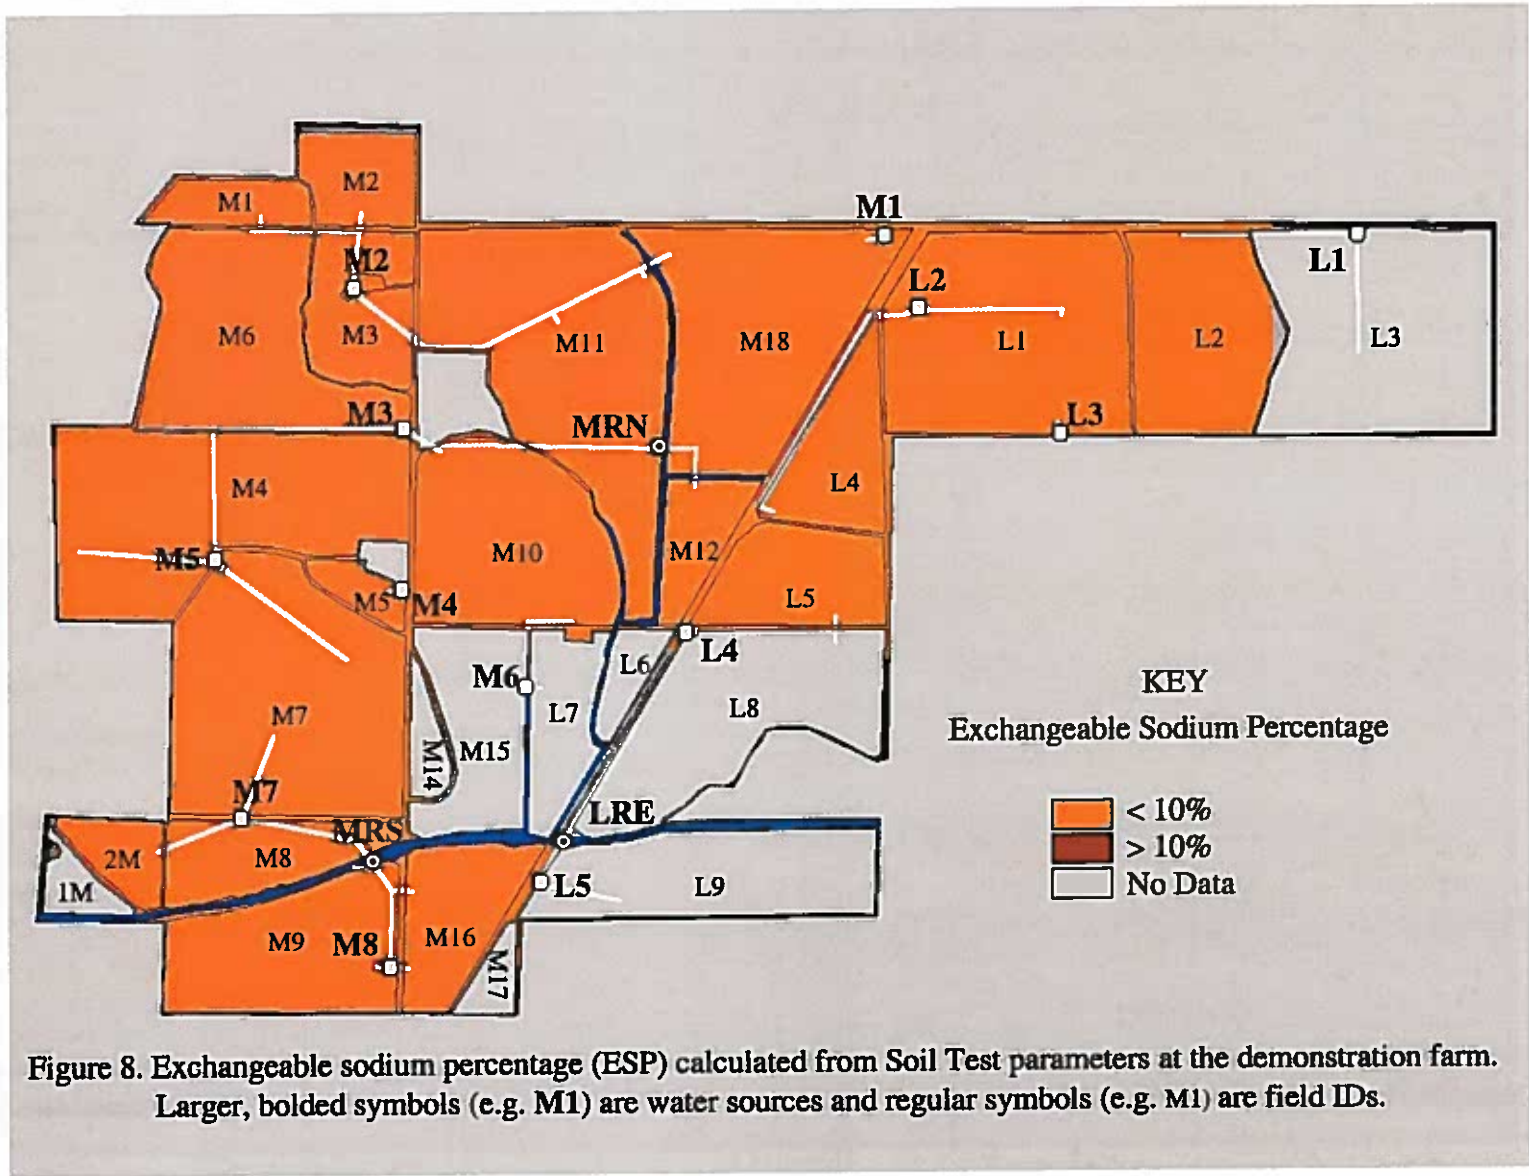 M2
M1
M1
M2
L1
L2
M6
M3
M11
M18
L1
L2
L3
M3
MRN
L3
M4
L4
M10
M12
M5
M5
M4
L5
L4
L6
M6
L7
L8
KEY
Exchangeable Sodium Percentage
M7
M15
M14
M7
< 10%
LRE
MRS
> 10%
2M
M8
No Data
1M
L5
L9
M9
M8
M16
M17
Figure 8. Exchangeable sodium percentage (ESP) calculated from Soil Test parameters at the demonstration farm.
Larger, bolded symbols (e.g. M1) are water sources and regular symbols (e.g. M1) are field IDs.